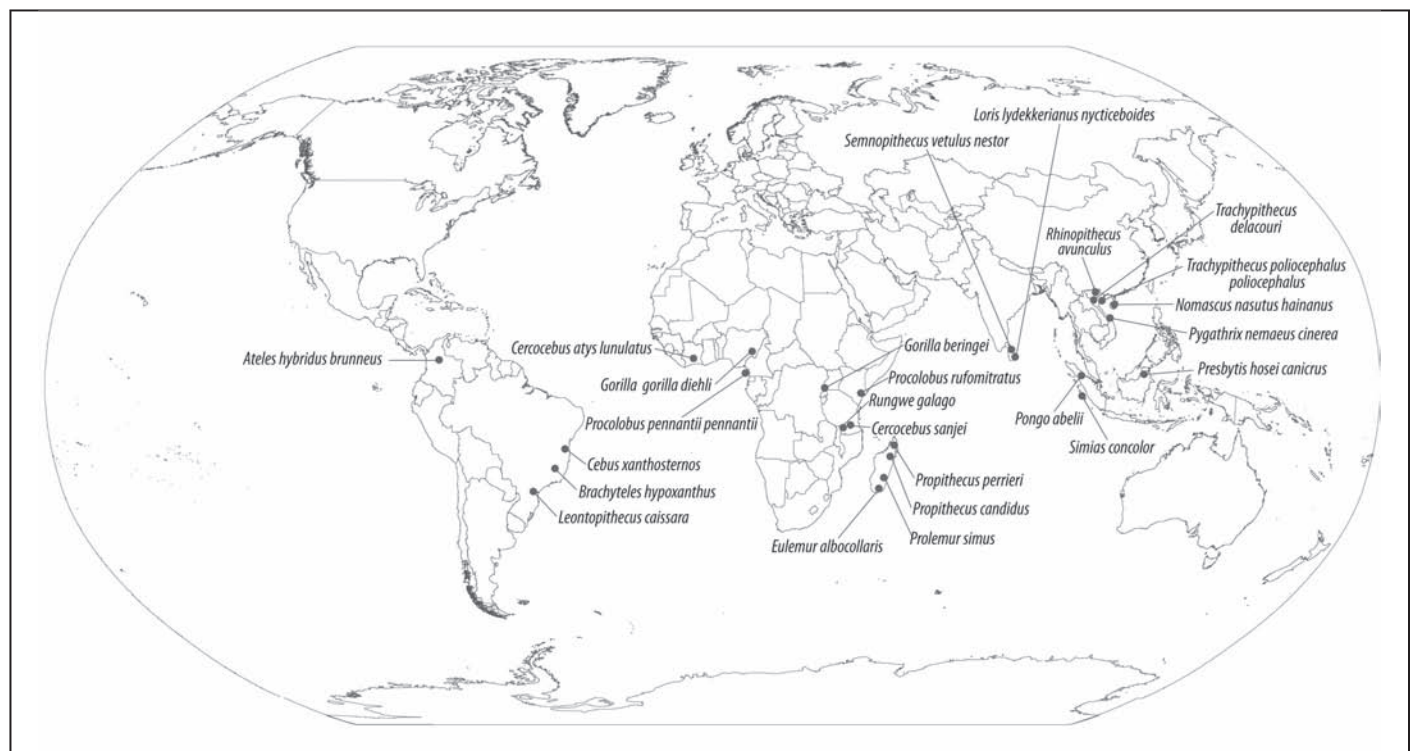 Loris lydekkerianus nycticeboides
Semnopithecus vetulus nestor
Trachypithecus
delacouri
Rhinopithecus
avunculus
Trachypithecus poliocephalus
poliocephalus
Nomascus nasutus hainanus
Pygathrix nemaeus cinerea
Cercocebus atys lunulatus
Gorilla beringei
Ateles hybridus brunneus
Presbytis hosei canicrus
Gorilla gorilla diehli
Procolobus rufomitratus
Rungwe galago
Procolobus pennantii pennantii
Pongo abelii
Cercocebus sanjei
Simias concolor
Cebus xanthosternos
Propithecus perrieri
Brachyteles hypoxanthus
Propithecus candidus
Leontopithecus caissara
Prolemur simus
Eulemur albocollaris